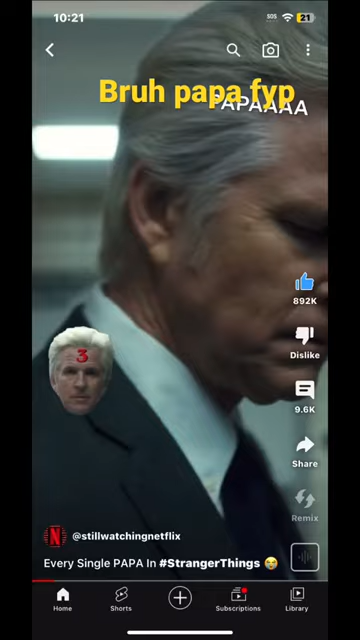 10:21
SOS
21
Bruh papa fyp
PAPAAAA
3
892K
Dislike
9.6K
Share
Remix
N
@stillwatchingnetflix
Every Single PAPA In #StrangerThings 😭
Home
Shorts
Subscriptions
Library